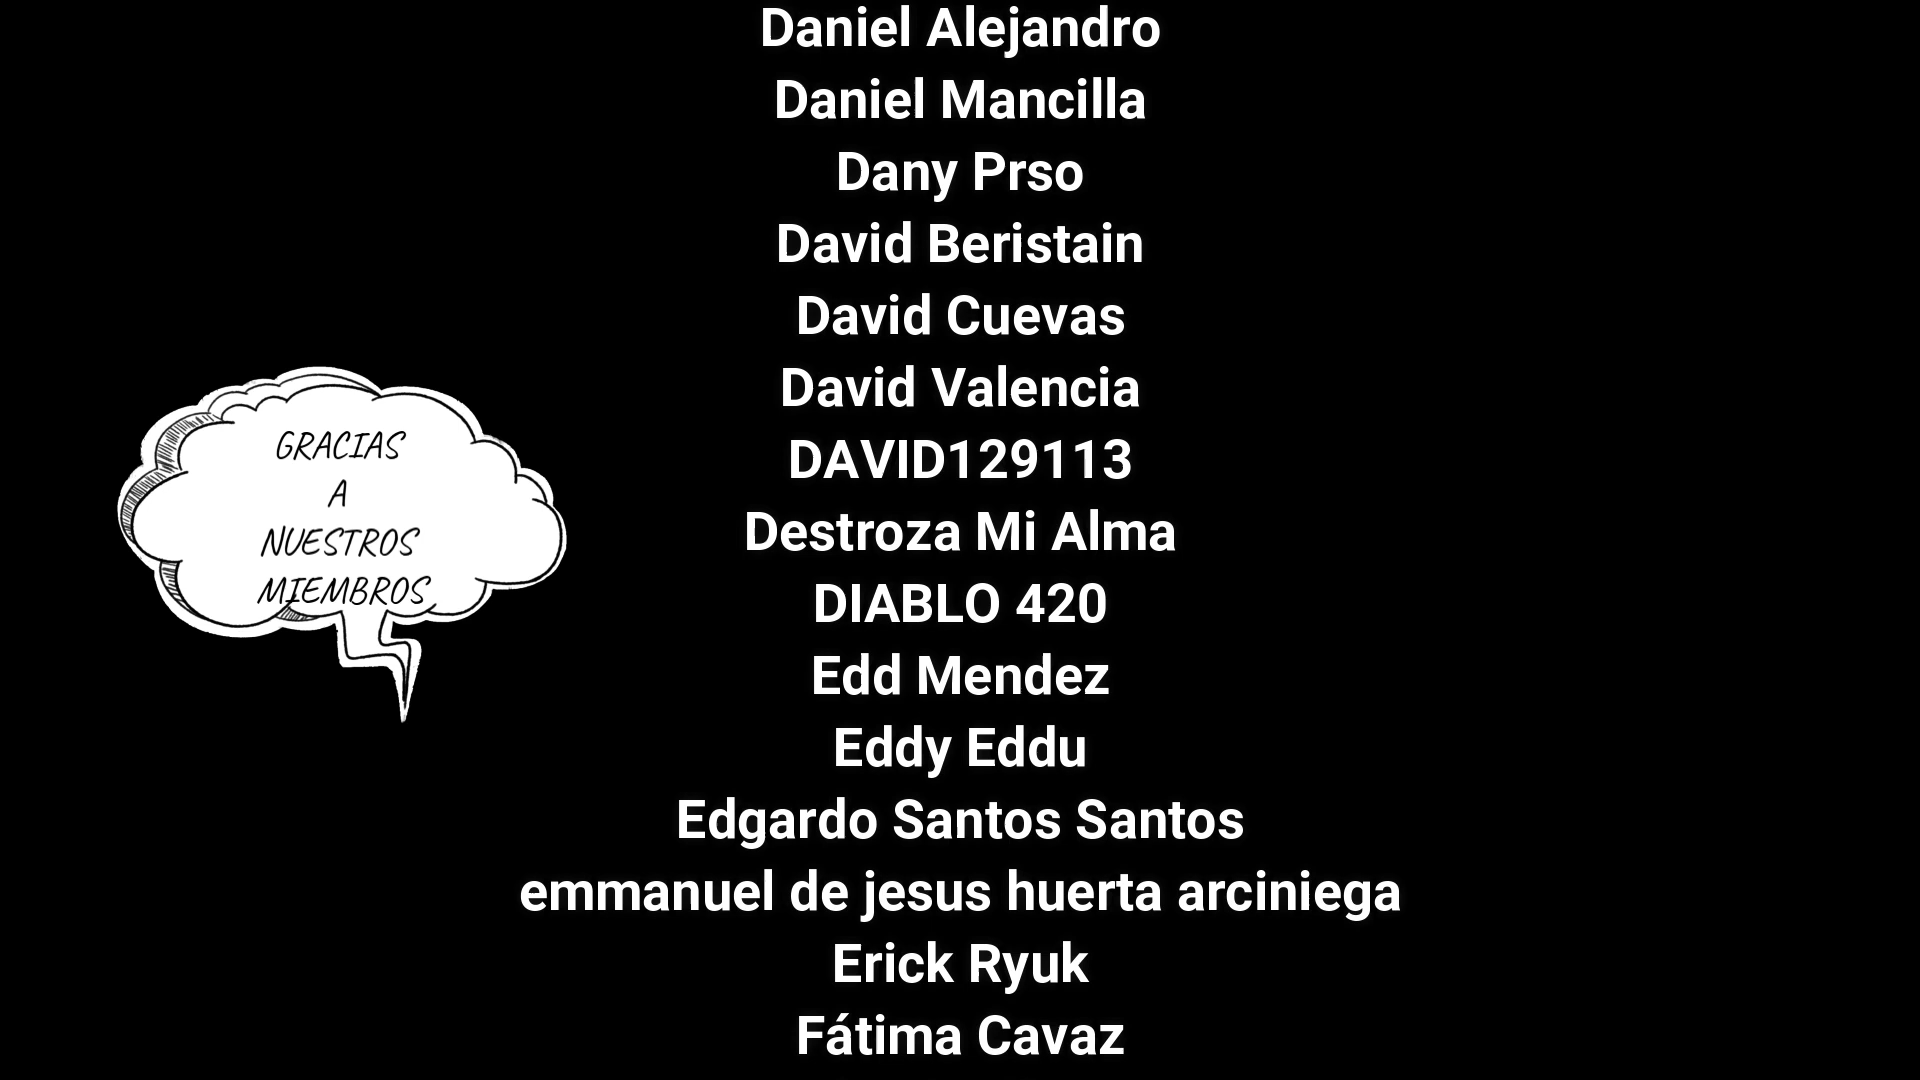 Daniel Alejandro
Daniel Mancilla
Dany Prso
David Beristain
David Cuevas
David Valencia
DAVID129113
Destroza Mi Alma
DIABLO 420
Edd Mendez
Eddy Eddu
Edgardo Santos Santos
emmanuel de jesus huerta arciniega
Erick Ryuk
Fátima Cavaz
GRACIAS
A
NUESTROS
MIEMBROS